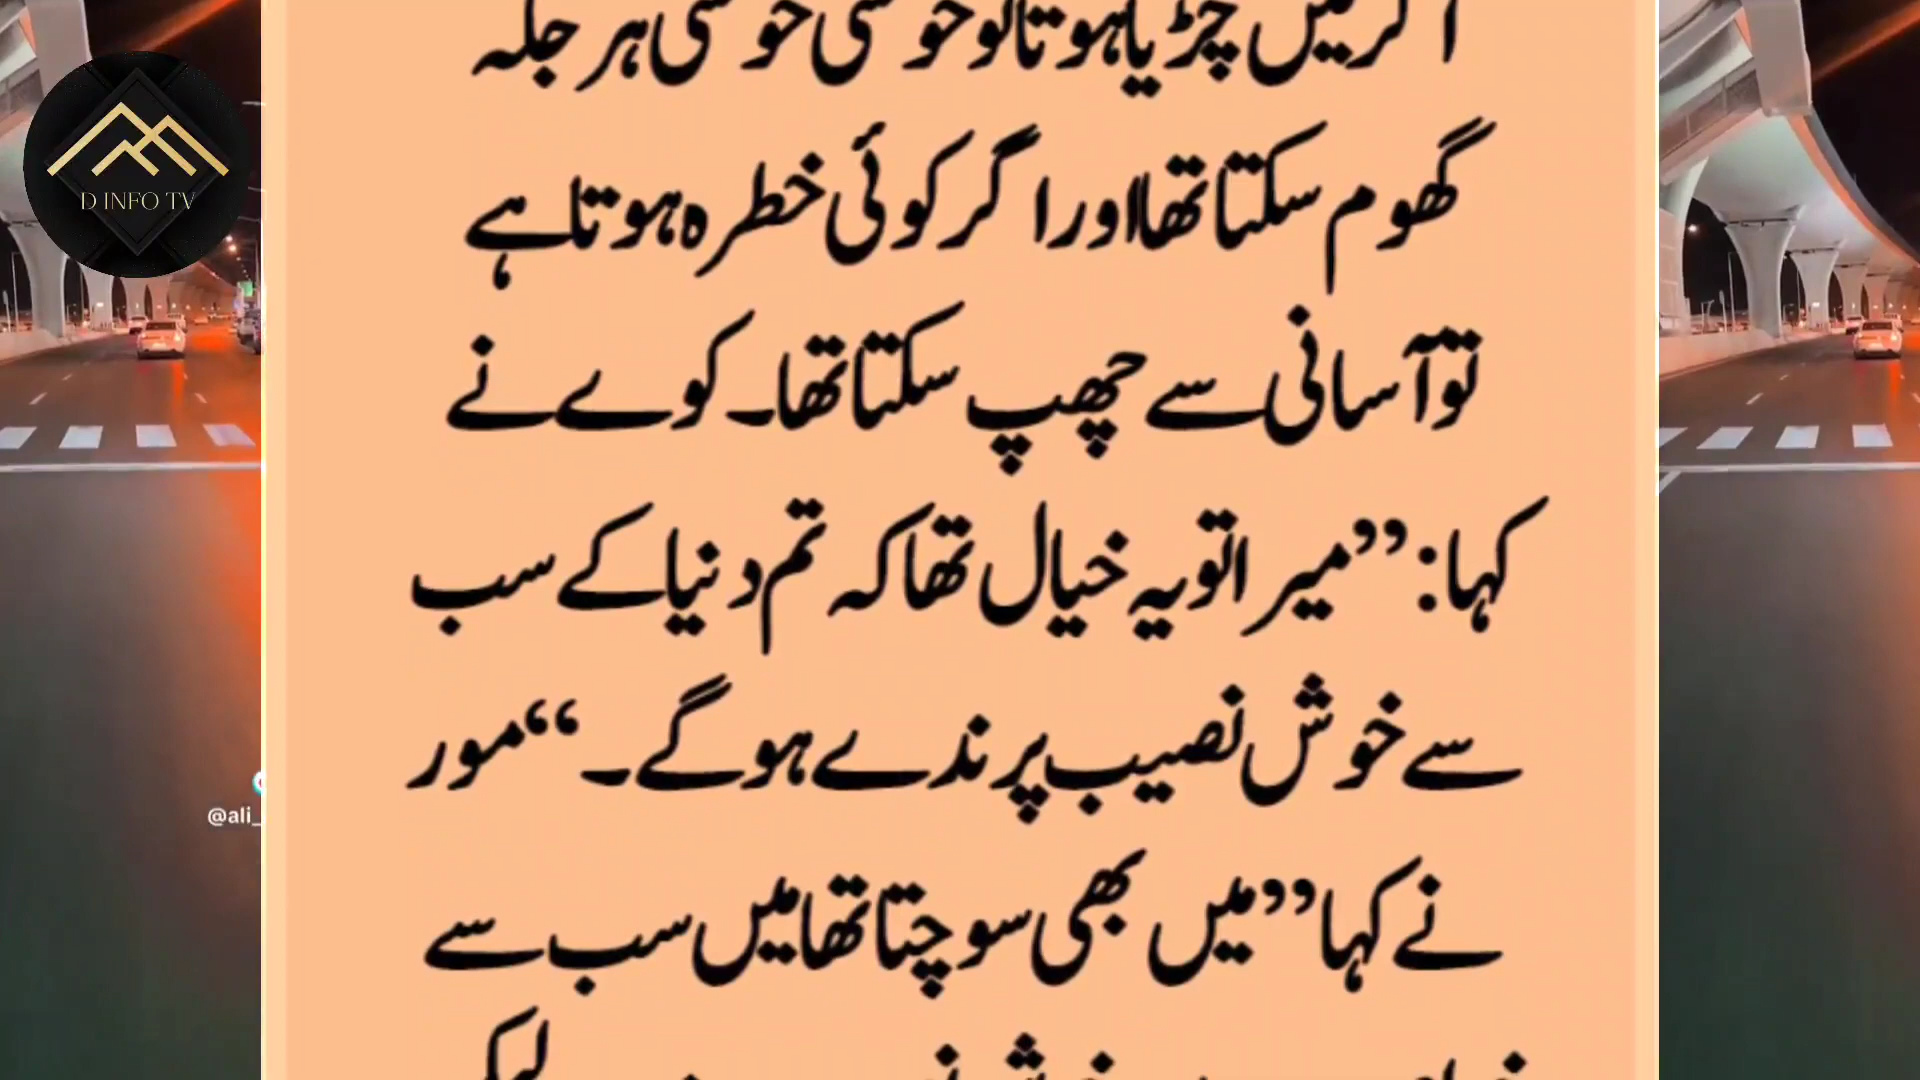 اگر میں چڑیا ہوتا تو خوشی خوشی ہر جگہ
گھوم سکتا تھا اور اگر کوئی خطرہ ہوتا ہے
تو آسانی سے چھپ سکتا تھا۔ کوے نے
کہا: ”میرا تو یہ خیال تھا کہ تم دنیا کے سب
سے خوش نصیب پرندے ہو گے۔“ مور
نے کہا ”میں بھی سوچتا تھا میں سب سے
D INFO TV
@ali_